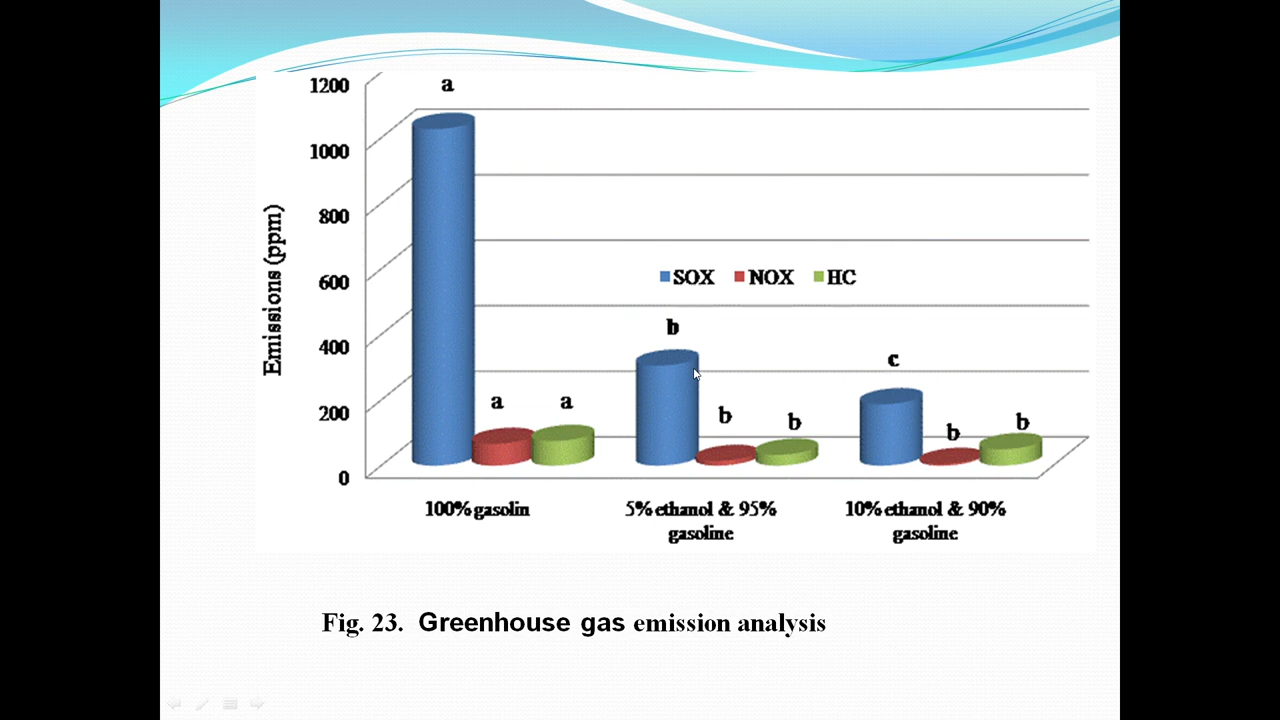 1200
a
1000
800
600
400
200
0
Emissions (ppm)
SOX NOX HC
b
c
a a
b b
b b
100% gasolin
5% ethanol & 95%
gasoline
10% ethanol & 90%
gasoline
Fig. 23. Greenhouse gas emission analysis